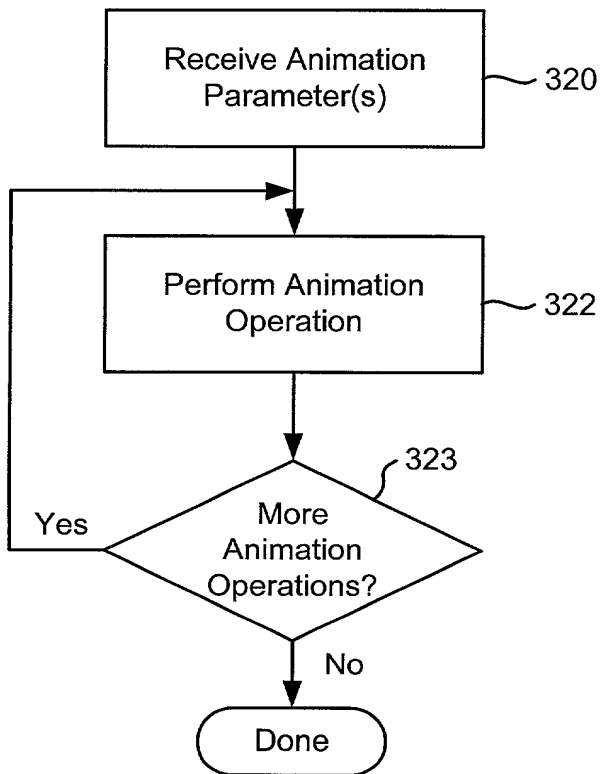 Receive Animation
Parameter(s)
320
Perform Animation
Operation
322
323
Yes
More
Animation
Operations?
No
Done